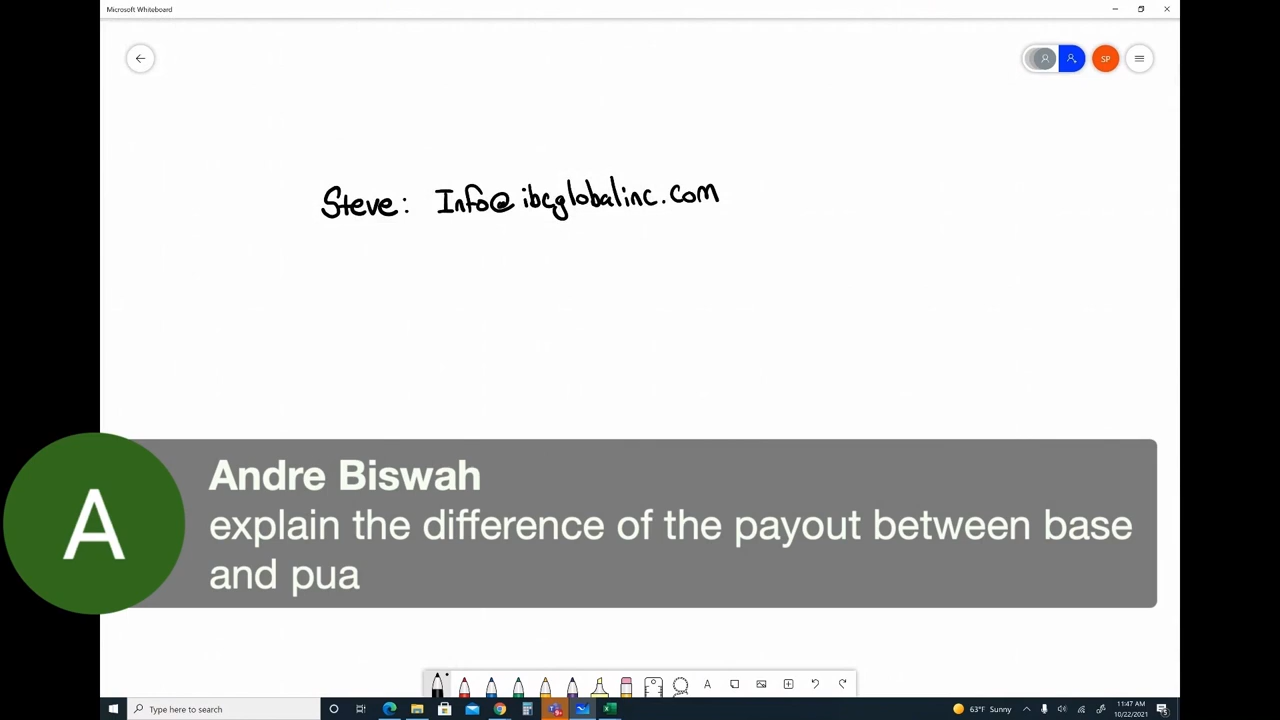 Microsoft Whiteboard
SP
Steve: Info@ibcglobalinc.com
A
Andre Biswah
explain the difference of the payout between base
and pua
A
Type here to search
63°F Sunny
11:47 AM
10/22/2021
5